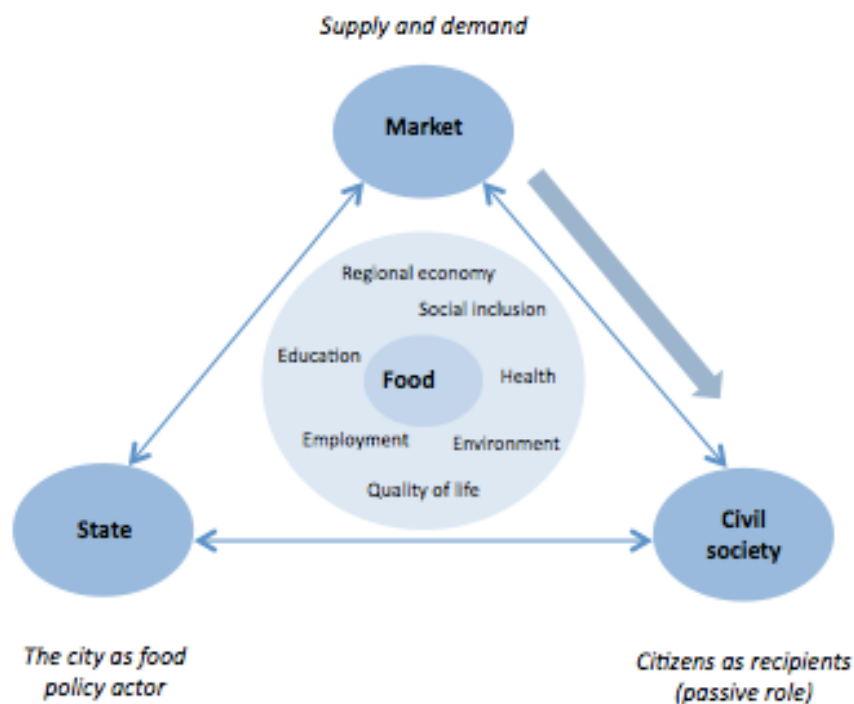 Supply and demand
Market
Regional economy
Social inclusion
Education
Food
Health
Employment
Environment
Quality of life
State
Civil
society
The city as food
policy actor
Citizens as recipients
(passive role)